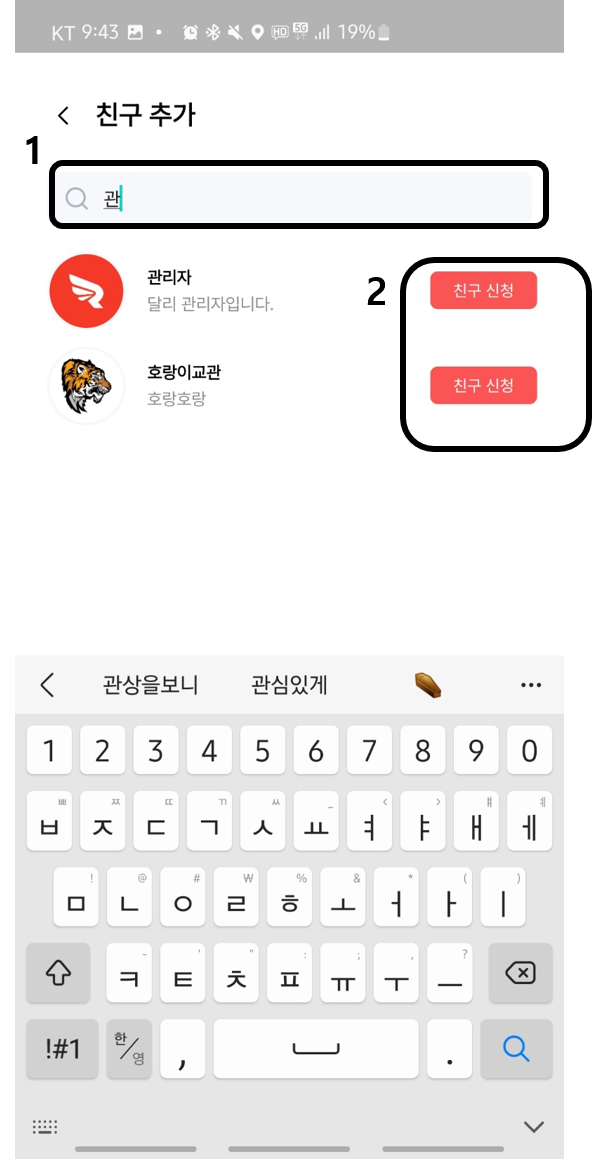 KT 9:43 HD 5G 19%
친구 추가
1
관
관리자
달리 관리자입니다.
2
친구 신청
호랑이교관
호랑호랑
친구 신청
관상을보니 관심있게
1 2 3 4 5 6 7 8 9 0
ㅃ ㅉ ㄸ ㄲ ㅆ _ < > ㅒ ㅖ
ㅂ ㅈ ㄷ ㄱ ㅅ ㅛ ㅕ ㅑ ㅐ ㅔ
! @ # ₩ % & * ( )
ㅁ ㄴ ㅇ ㄹ ㅎ ㅗ ㅓ ㅏ ㅣ
- ' " : ; , ?
ㅋ ㅌ ㅊ ㅍ ㅠ ㅜ ㅡ
!#1 한/영 , .